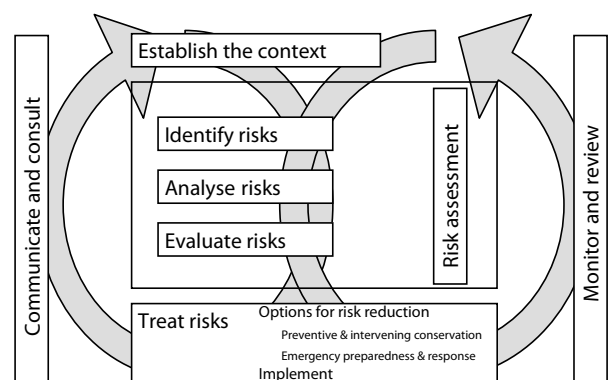 Establish the context
Communicate and consult
Identify risks
Analyse risks
Evaluate risks
Risk assessment
Monitor and review
Treat risks
Options for risk reduction
Preventive & intervening conservation
Emergency preparedness & response
Implement